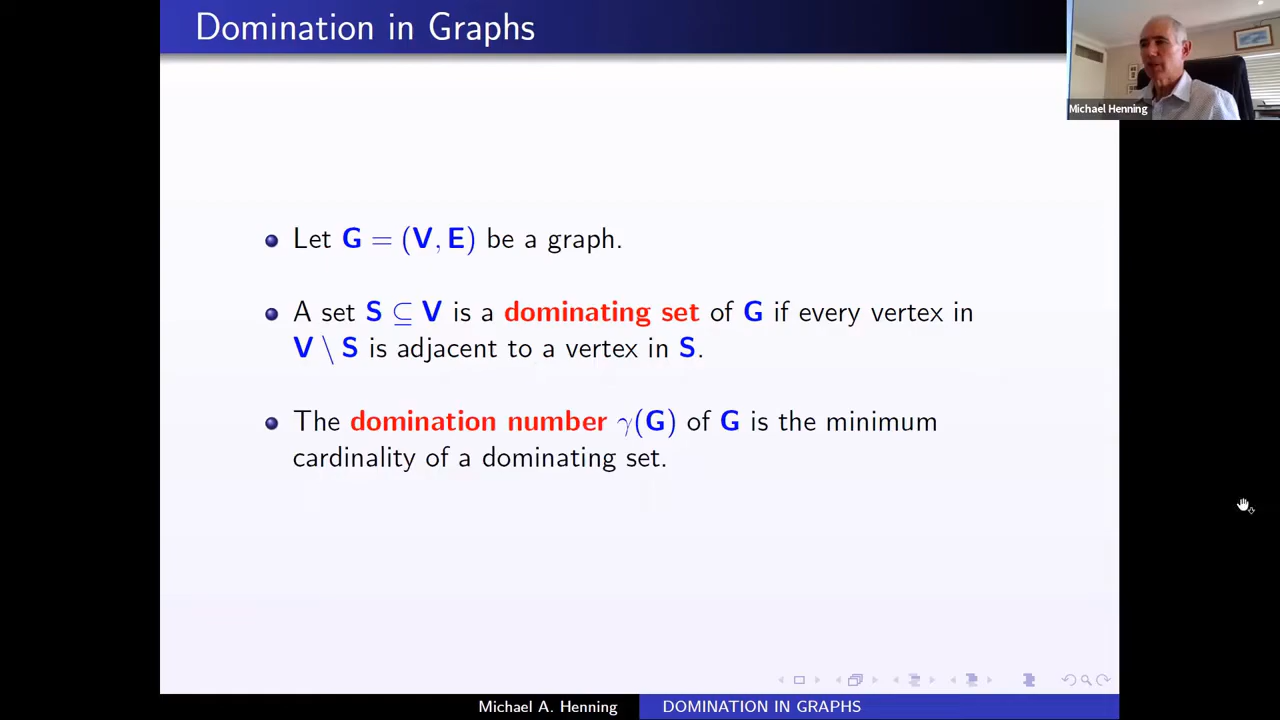 Domination in Graphs
Michael Henning
Let G = (V, E) be a graph.
A set S ⊆ V is a dominating set of G if every vertex in
V \ S is adjacent to a vertex in S.
The domination number γ(G) of G is the minimum
cardinality of a dominating set.
Michael A. Henning
DOMINATION IN GRAPHS